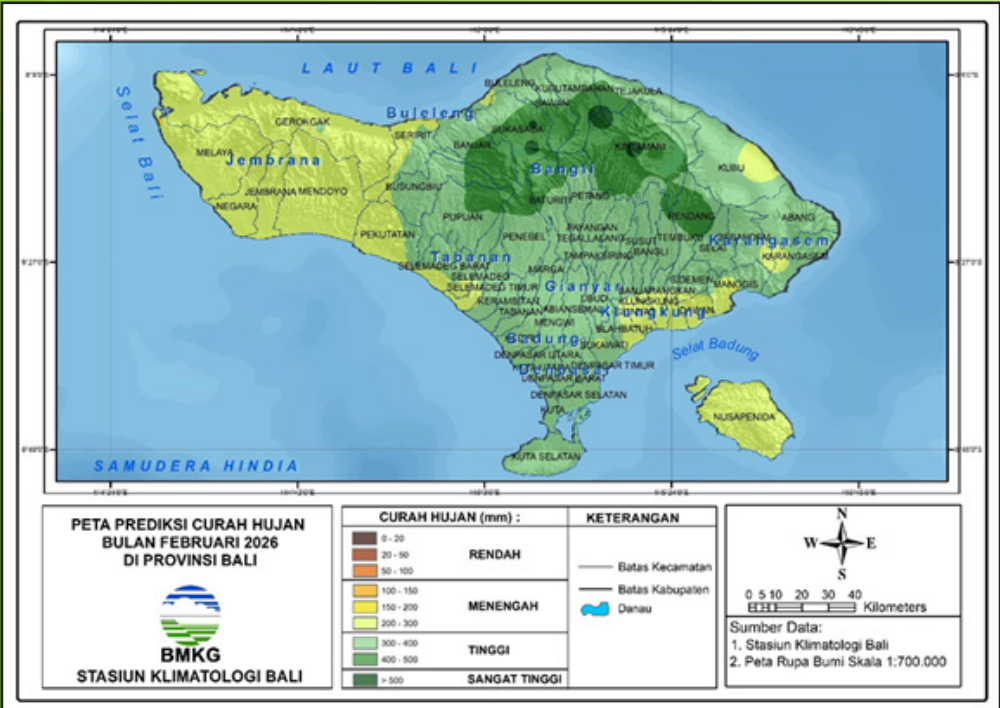 LAUT BALI
Selat Bali
BULELENG
KUBUTAMBAHAN
TEJAKULA
SAWAN
Buleleng
GEROKGAK
SERIRIT
SUKASADA
BANJAR
KINTAMANI
MELAYA
Jembrana
Bangli
KUBU
JEMBRANA
MENDOYO
BUSUNGBIU
BATURITI
PETANG
NEGARA
PUPUAN
RENDANG
ABANG
PEKUTATAN
PENEBEL
PAYANGAN
TEGALLALANG
SUSUT
TEMBUKU
Karangasem
SELAT
BANGLI
Tabanan
TAMPAKSIRING
KARANGASEM
SELEMADEG BARAT
MARGA
SELEMADEG
SELEMADEG TIMUR
Gianyar
SIDEMEN
MANGGIS
BANJARANGKAN
KERAMBITAN
UBUD
KLUNGKUNG
TABANAN
ABIANSEMAL
Klungkung
MENGWI
BLAHBATUH
Badung
SUKAWATI
Selat Badung
DENPASAR UTARA
DENPASAR TIMUR
Denpasar
DENPASAR BARAT
DENPASAR SELATAN
KUTA
NUSAPENIDA
KUTA SELATAN
SAMUDERA HINDIA
PETA PREDIKSI CURAH HUJAN
BULAN FEBRUARI 2026
DI PROVINSI BALI
BMKG
STASIUN KLIMATOLOGI BALI
CURAH HUJAN (mm) :
0 - 20
20 - 50
50 - 100
RENDAH
100 - 150
150 - 200
200 - 300
MENENGAH
300 - 400
400 - 500
TINGGI
> 500
SANGAT TINGGI
KETERANGAN
Batas Kecamatan
Batas Kabupaten
Danau
N
W
E
S
0 5 10 20 30 40
Kilometers
Sumber Data:
1. Stasiun Klimatologi Bali
2. Peta Rupa Bumi Skala 1:700.000